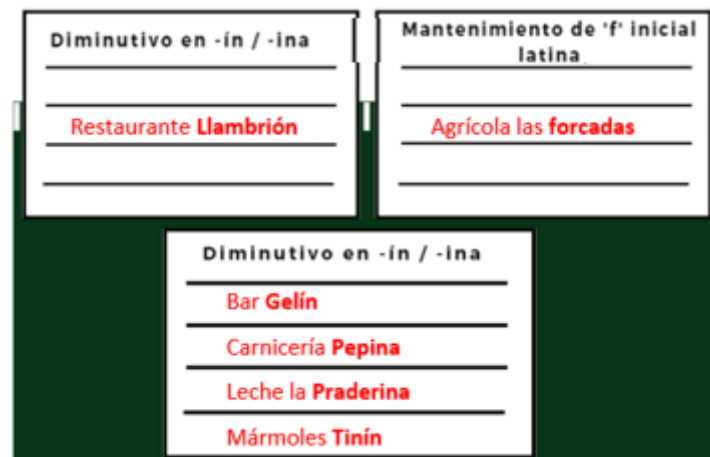 Diminutivo en -ín / -ina
Restaurante Llambrión
Mantenimiento de 'f' inicial
latina
Agrícola las forcadas
Diminutivo en -ín / -ina
Bar Gelín
Carnicería Pepina
Leche la Praderina
Mármoles Tinín